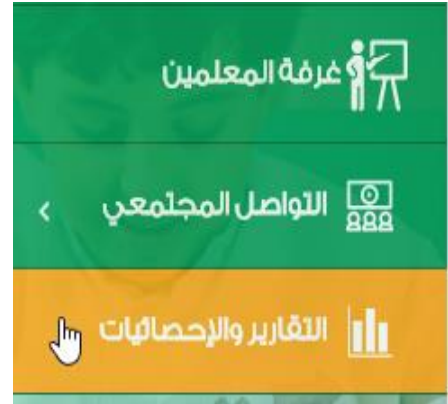 غرفة المعلمين
التواصل المجتمعي
التقارير والإحصائيات